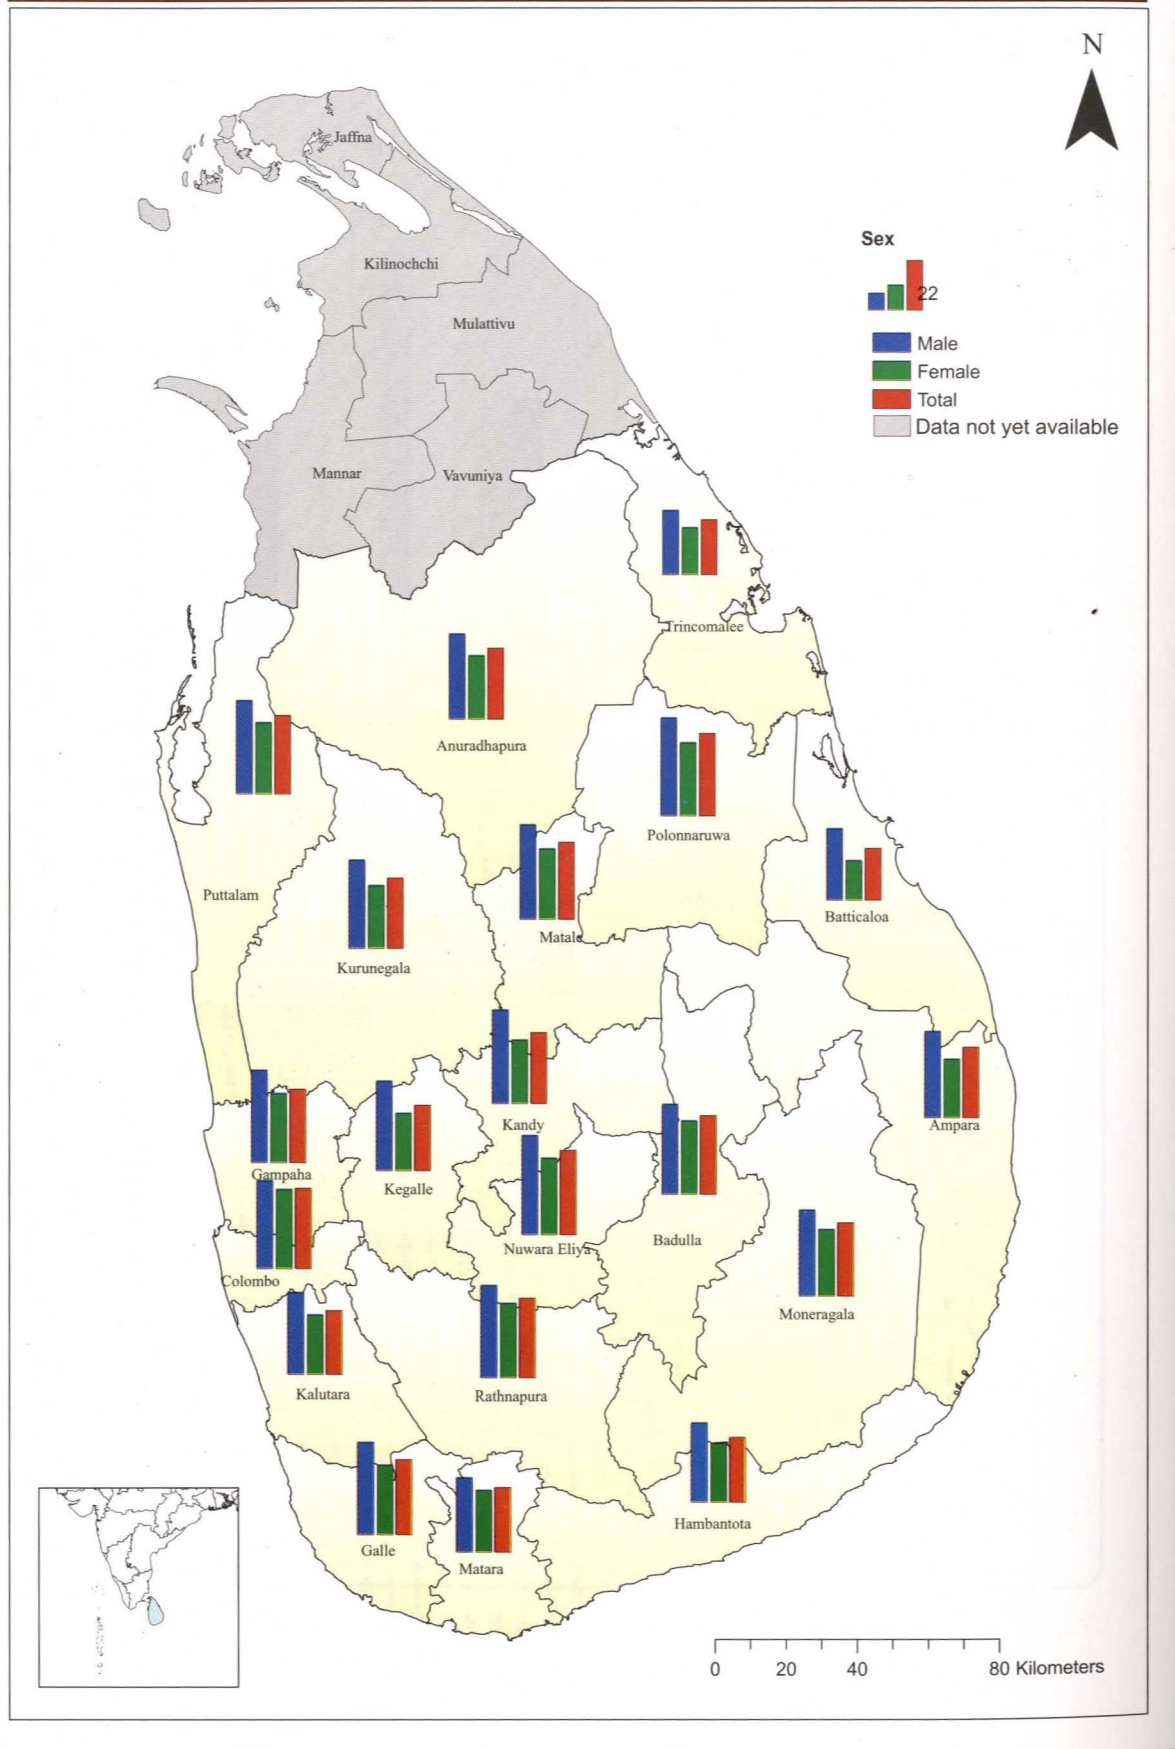 N
Jaffna
Kilinochchi
Mulattivu
Mannar
Vavuniya
Sex
22
Male
Female
Total
Data not yet available
Trincomalee
Anuradhapura
Polonnaruwa
Puttalam
Batticaloa
Matale
Kurunegala
Kandy
Ampara
Gampaha
Kegalle
Nuwara Eliya
Badulla
Colombo
Moneragala
Kalutara
Rathnapura
Hambantota
Galle
Matara
0 20 40 80 Kilometers